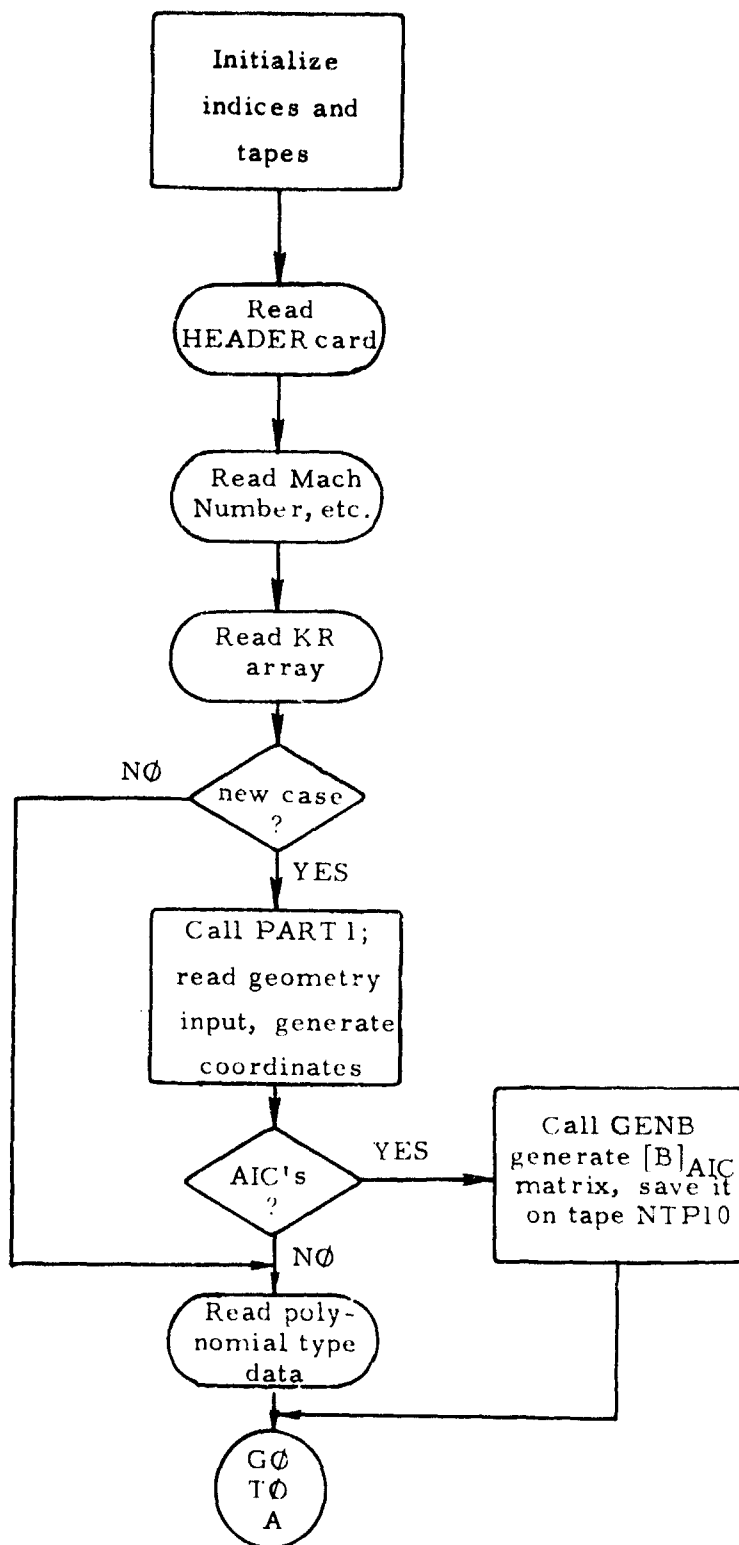 Initialize
indices and
tapes
Read
HEADER card
Read Mach
Number, etc.
Read KR
array
NØ
new case
?
YES
Call PART 1;
read geometry
input, generate
coordinates
AIC's
?
YES
Call GENB
generate [B]AIC
matrix, save it
on tape NTP10
NØ
Read poly-
nomial type
data
GØ
TØ
A